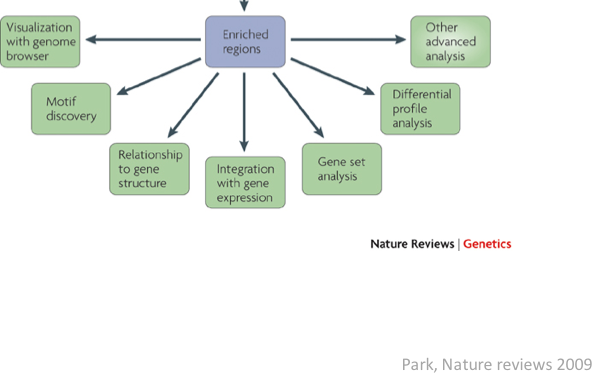 Visualization
with genome
browser
Enriched
regions
Other
advanced
analysis
Motif
discovery
Differential
profile
analysis
Relationship
to gene
structure
Integration
with gene
expression
Gene set
analysis
Nature Reviews | Genetics
Park, Nature reviews 2009